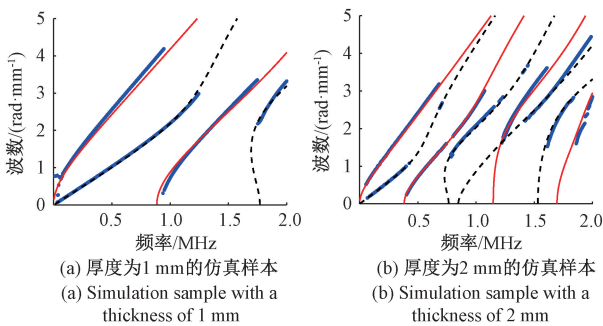 5
4
3
2
1
0
波数/(rad·mm⁻¹)
0.5 1.0 1.5 2.0
频率/MHz
(a) 厚度为1 mm的仿真样本
(a) Simulation sample with a
thickness of 1 mm
5
4
3
2
1
0
波数/(rad·mm⁻¹)
0.5 1.0 1.5 2.0
频率/MHz
(b) 厚度为2 mm的仿真样本
(b) Simulation sample with a
thickness of 2 mm